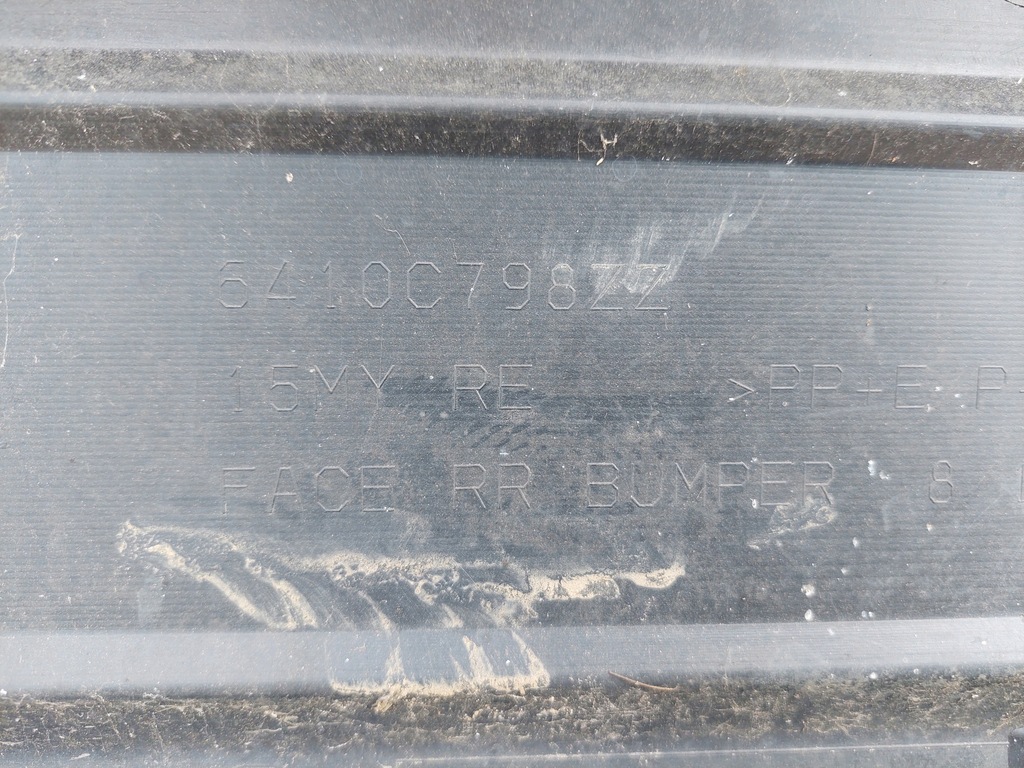 6410C798ZZ
15MY RE >PP+E P+
FACE RR BUMPER 8